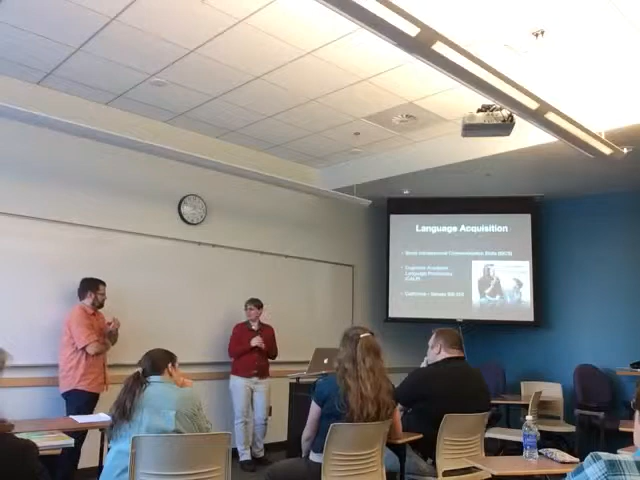 Language Acquisition
Basic Interpersonal Communication Skills (BICS)
Cognitive Academic
Language Proficiency
(CALP)